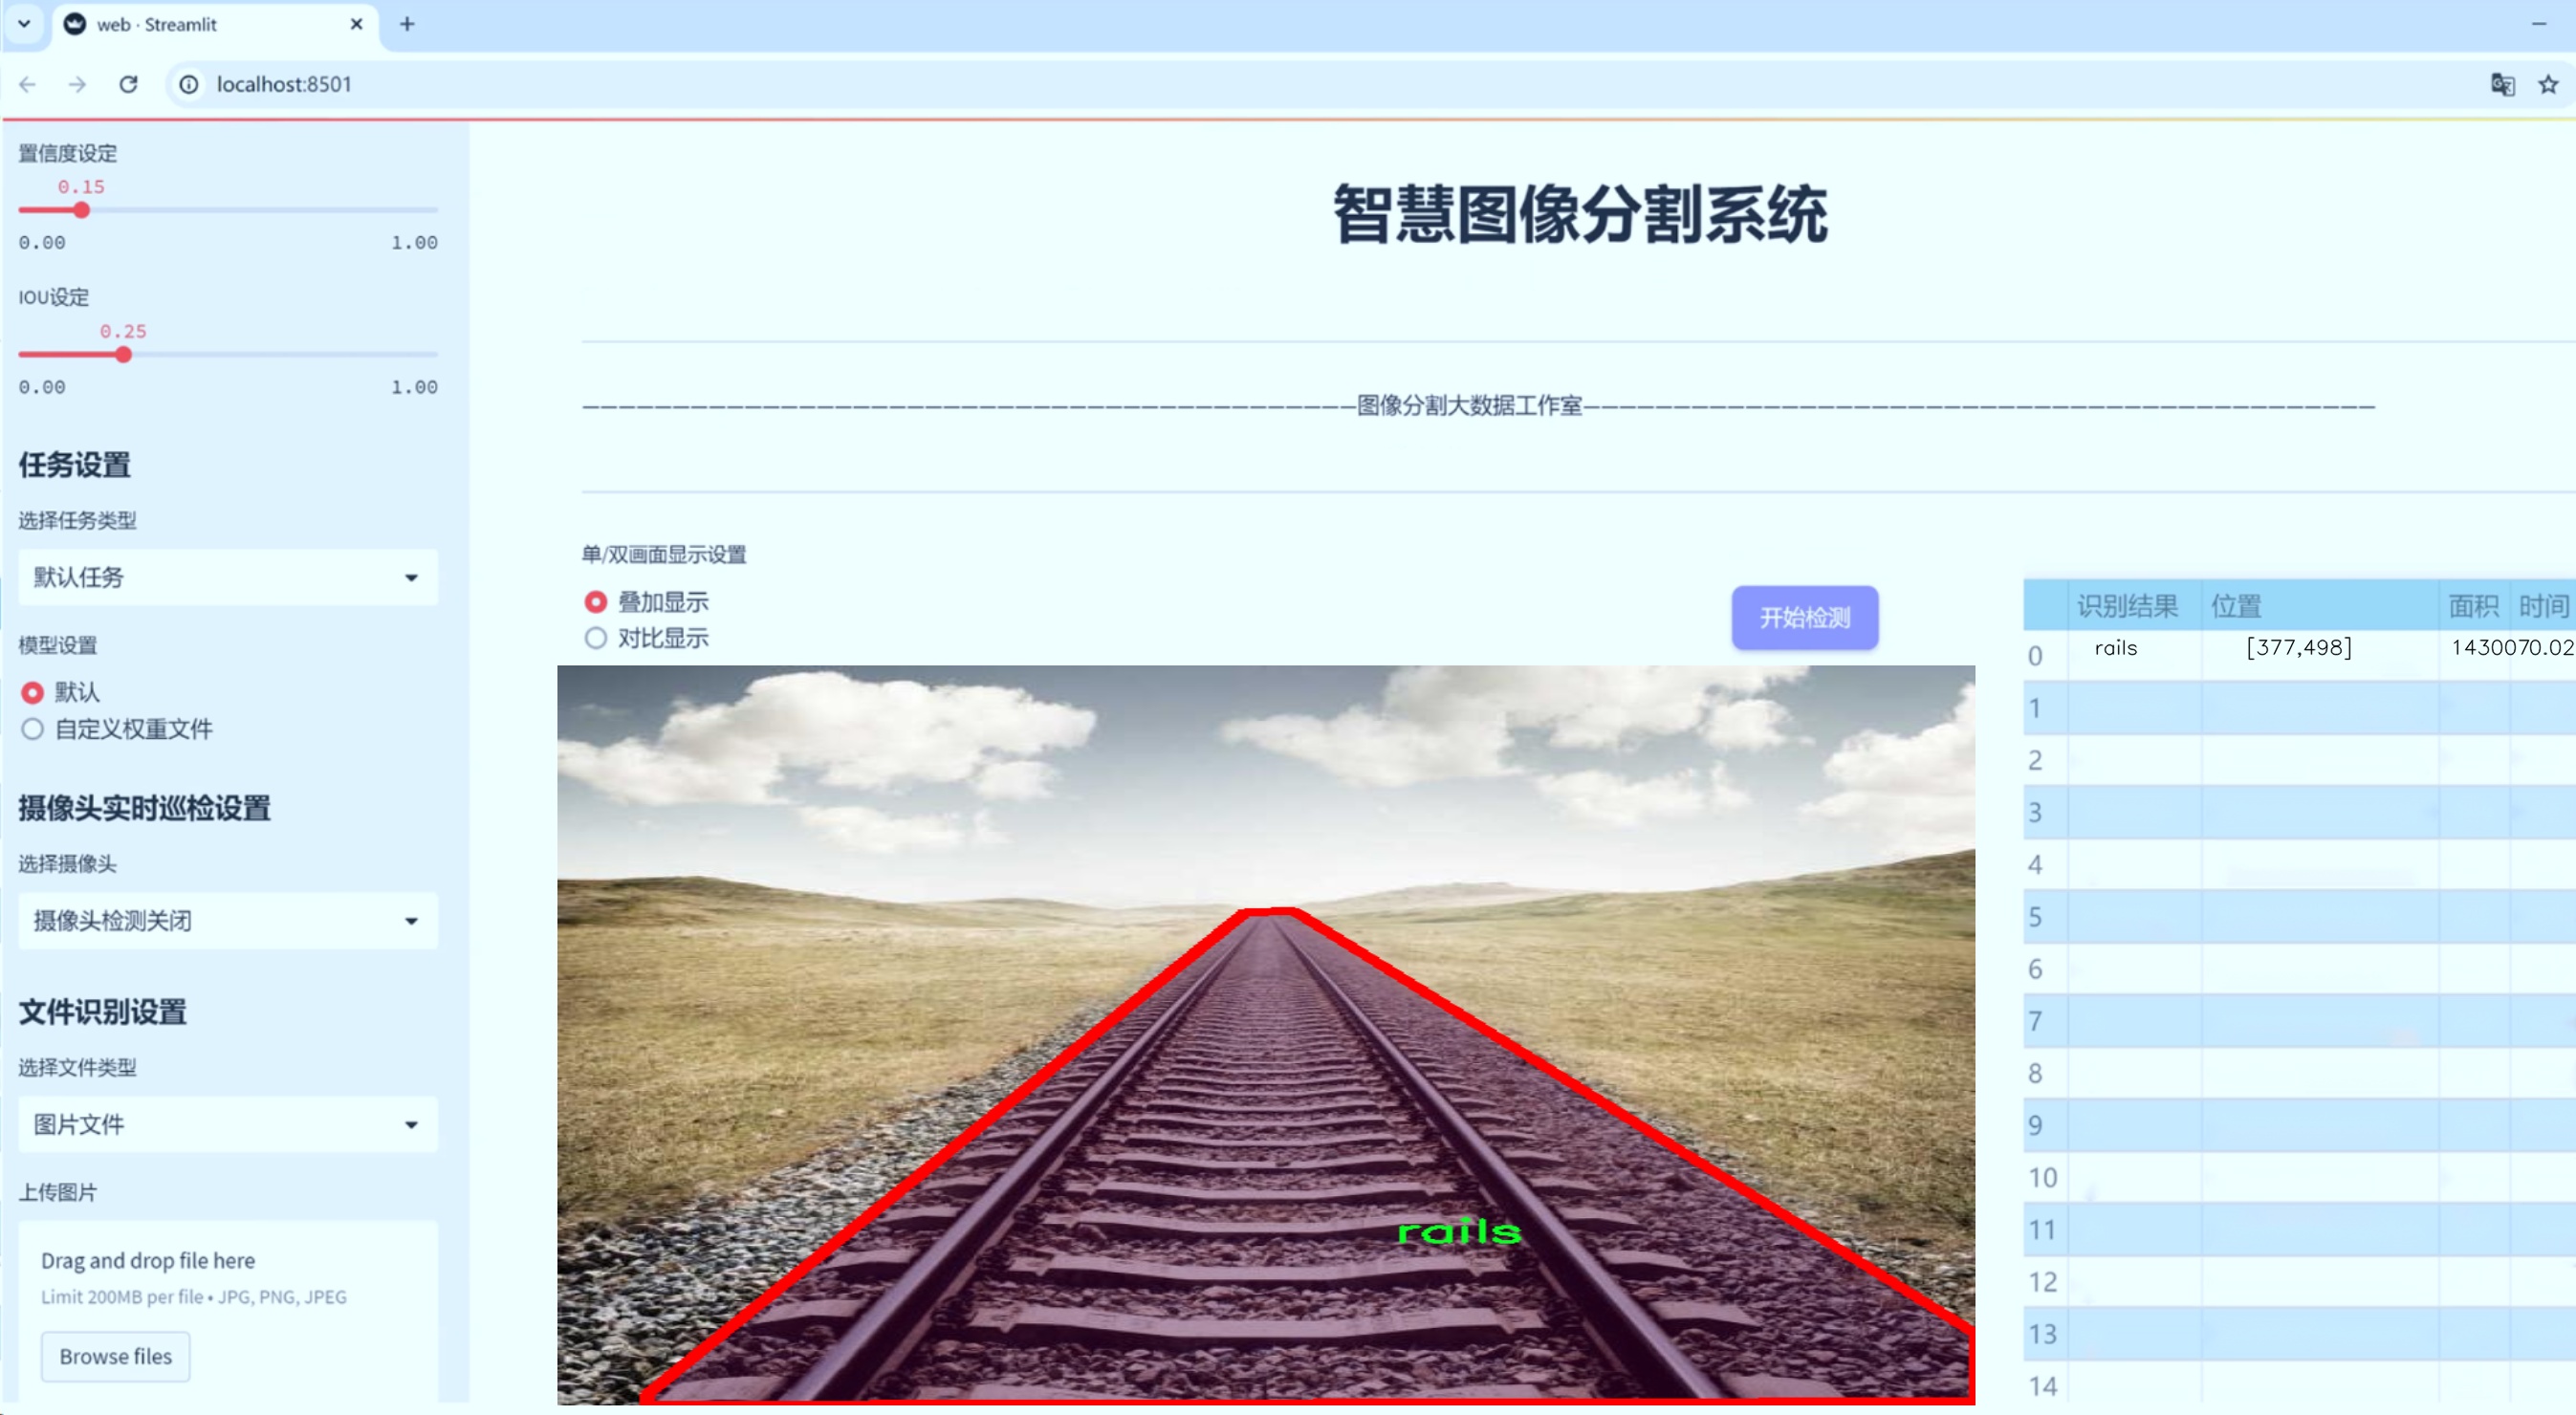 web · Streamlit
localhost:8501
置信度设定
0.15
0.00 1.00
IOU设定
0.25
0.00 1.00
任务设置
选择任务类型
默认任务
模型设置
默认
自定义权重文件
摄像头实时巡检设置
选择摄像头
摄像头检测关闭
文件识别设置
选择文件类型
图片文件
上传图片
Drag and drop file here
Limit 200MB per file • JPG, PNG, JPEG
Browse files
智慧图像分割系统
———————————————————————————————————————————图像分割大数据工作室————————————————————————————————————————————
单/双画面显示设置
叠加显示
对比显示
开始检测
rails
识别结果 位置 面积 时间
0 rails [377,498] 1430070.02
1
2
3
4
5
6
7
8
9
10
11
12
13
14